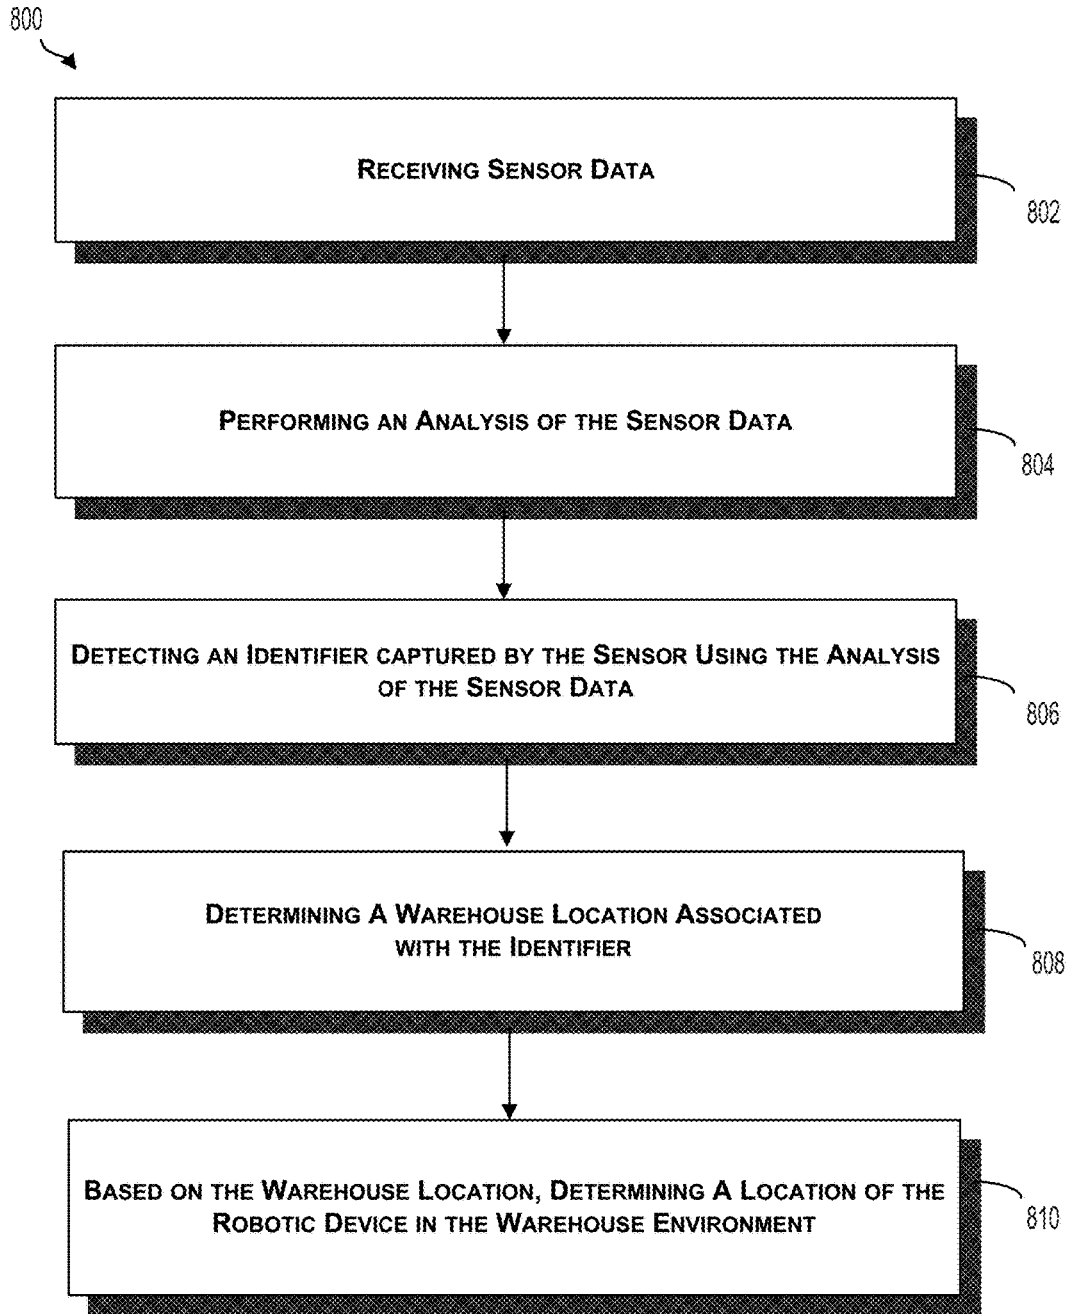 800
RECEIVING SENSOR DATA
802
PERFORMING AN ANALYSIS OF THE SENSOR DATA
804
DETECTING AN IDENTIFIER CAPTURED BY THE SENSOR USING THE ANALYSIS
OF THE SENSOR DATA
806
DETERMINING A WAREHOUSE LOCATION ASSOCIATED
WITH THE IDENTIFIER
808
BASED ON THE WAREHOUSE LOCATION, DETERMINING A LOCATION OF THE
ROBOTIC DEVICE IN THE WAREHOUSE ENVIRONMENT
810